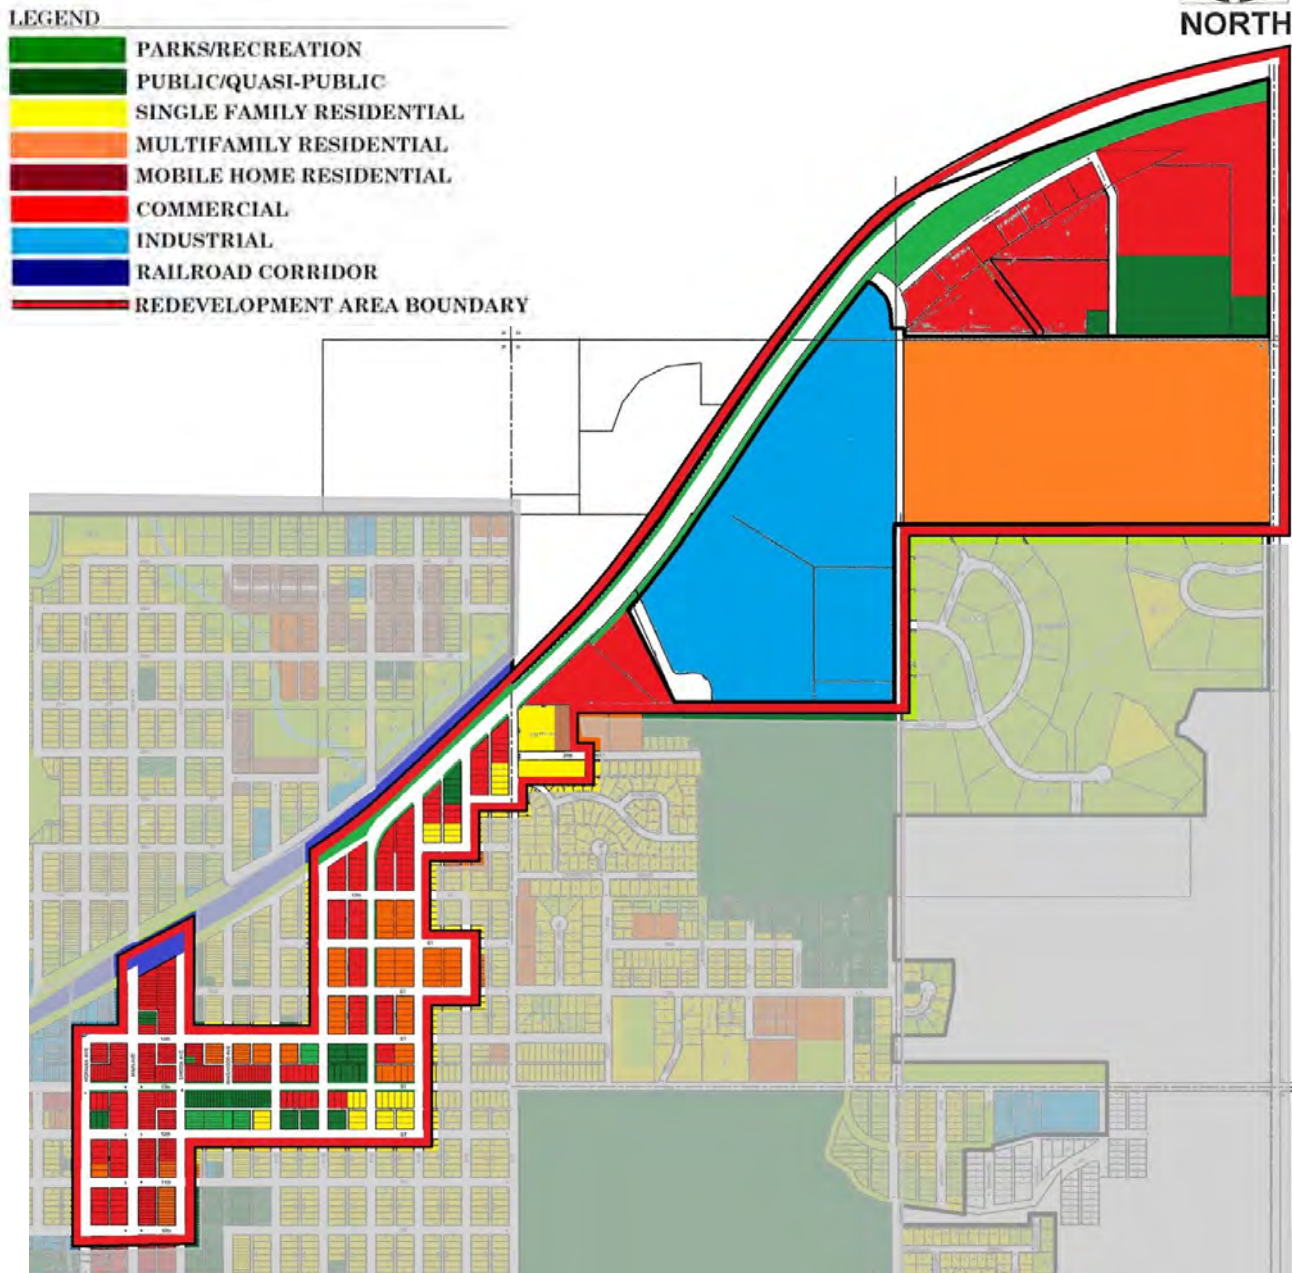 LEGEND
PARKS/RECREATION
PUBLIC/QUASI-PUBLIC
SINGLE FAMILY RESIDENTIAL
MULTIFAMILY RESIDENTIAL
MOBILE HOME RESIDENTIAL
COMMERCIAL
INDUSTRIAL
RAILROAD CORRIDOR
REDEVELOPMENT AREA BOUNDARY
NORTH